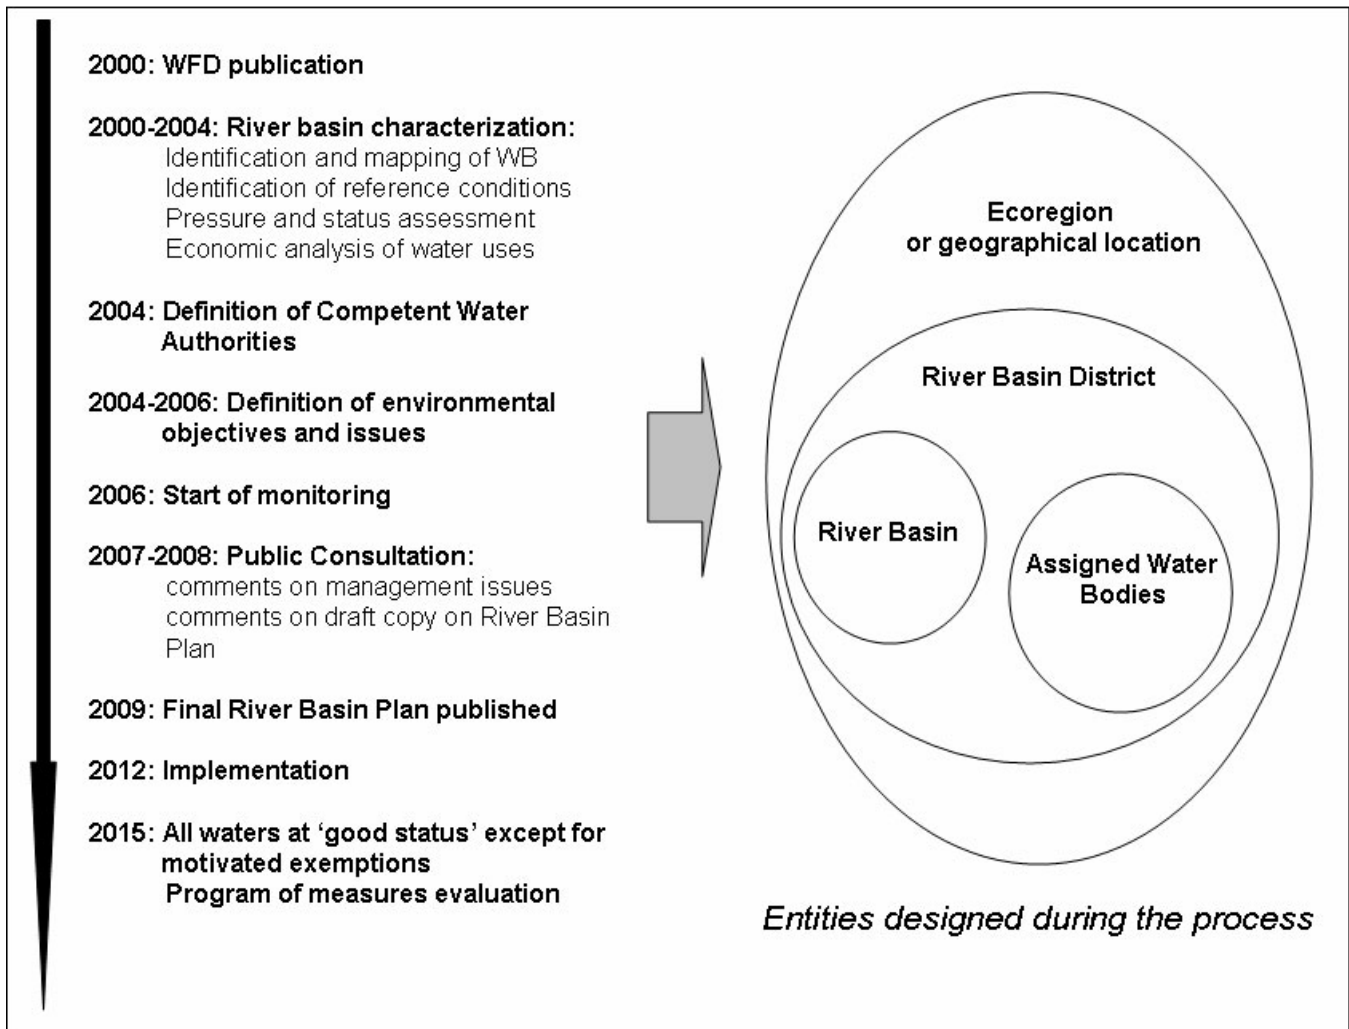 2000: WFD publication
2000-2004: River basin characterization:
Identification and mapping of WB
Identification of reference conditions
Pressure and status assessment
Economic analysis of water uses
2004: Definition of Competent Water
Authorities
2004-2006: Definition of environmental
objectives and issues
2006: Start of monitoring
2007-2008: Public Consultation:
comments on management issues
comments on draft copy on River Basin
Plan
2009: Final River Basin Plan published
2012: Implementation
2015: All waters at ‘good status’ except for
motivated exemptions
Program of measures evaluation
Ecoregion
or geographical location
River Basin District
River Basin
Assigned Water
Bodies
Entities designed during the process